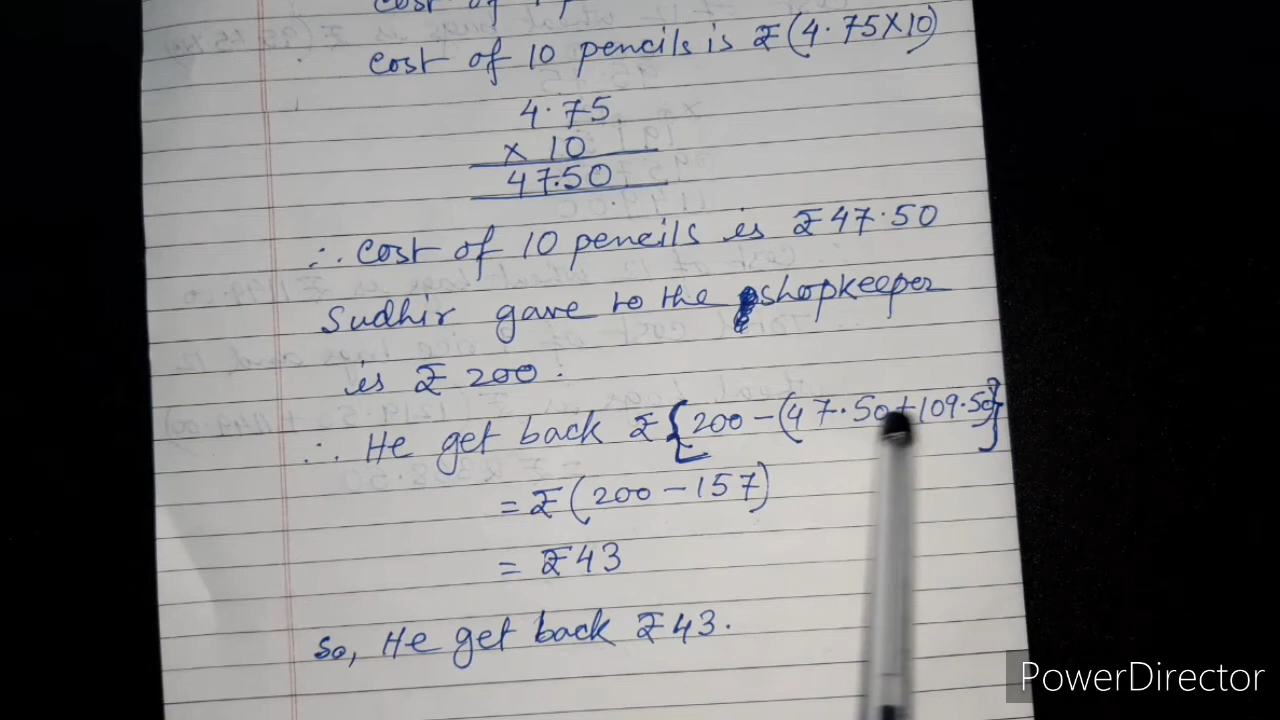 cost of
cost of 10 pencils is ₹(4.75×10)
4.75
× 10
47.50
∴ cost of 10 pencils is ₹47.50
Sudhir gave to the shopkeeper
is ₹ 200.
∴ He get back ₹{200-(47.50+109.50}
= ₹(200-157)
= ₹43
So, He get back ₹43.
PowerDirector